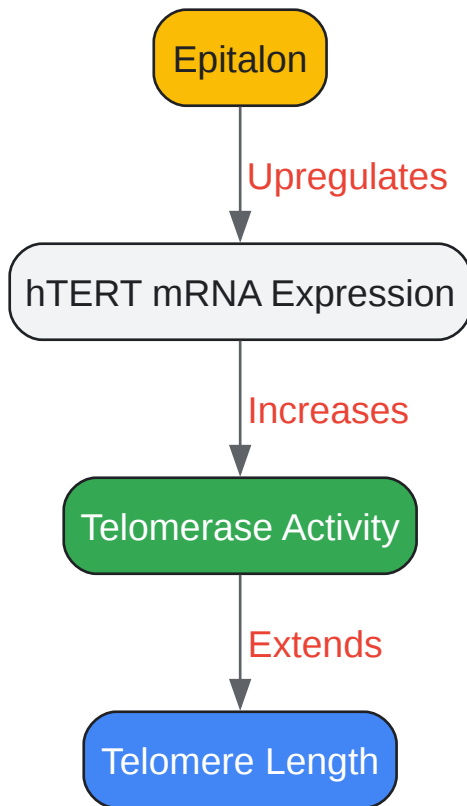 Epitalon
Upregulates
hTERT mRNA Expression
Increases
Telomerase Activity
Extends
Telomere Length